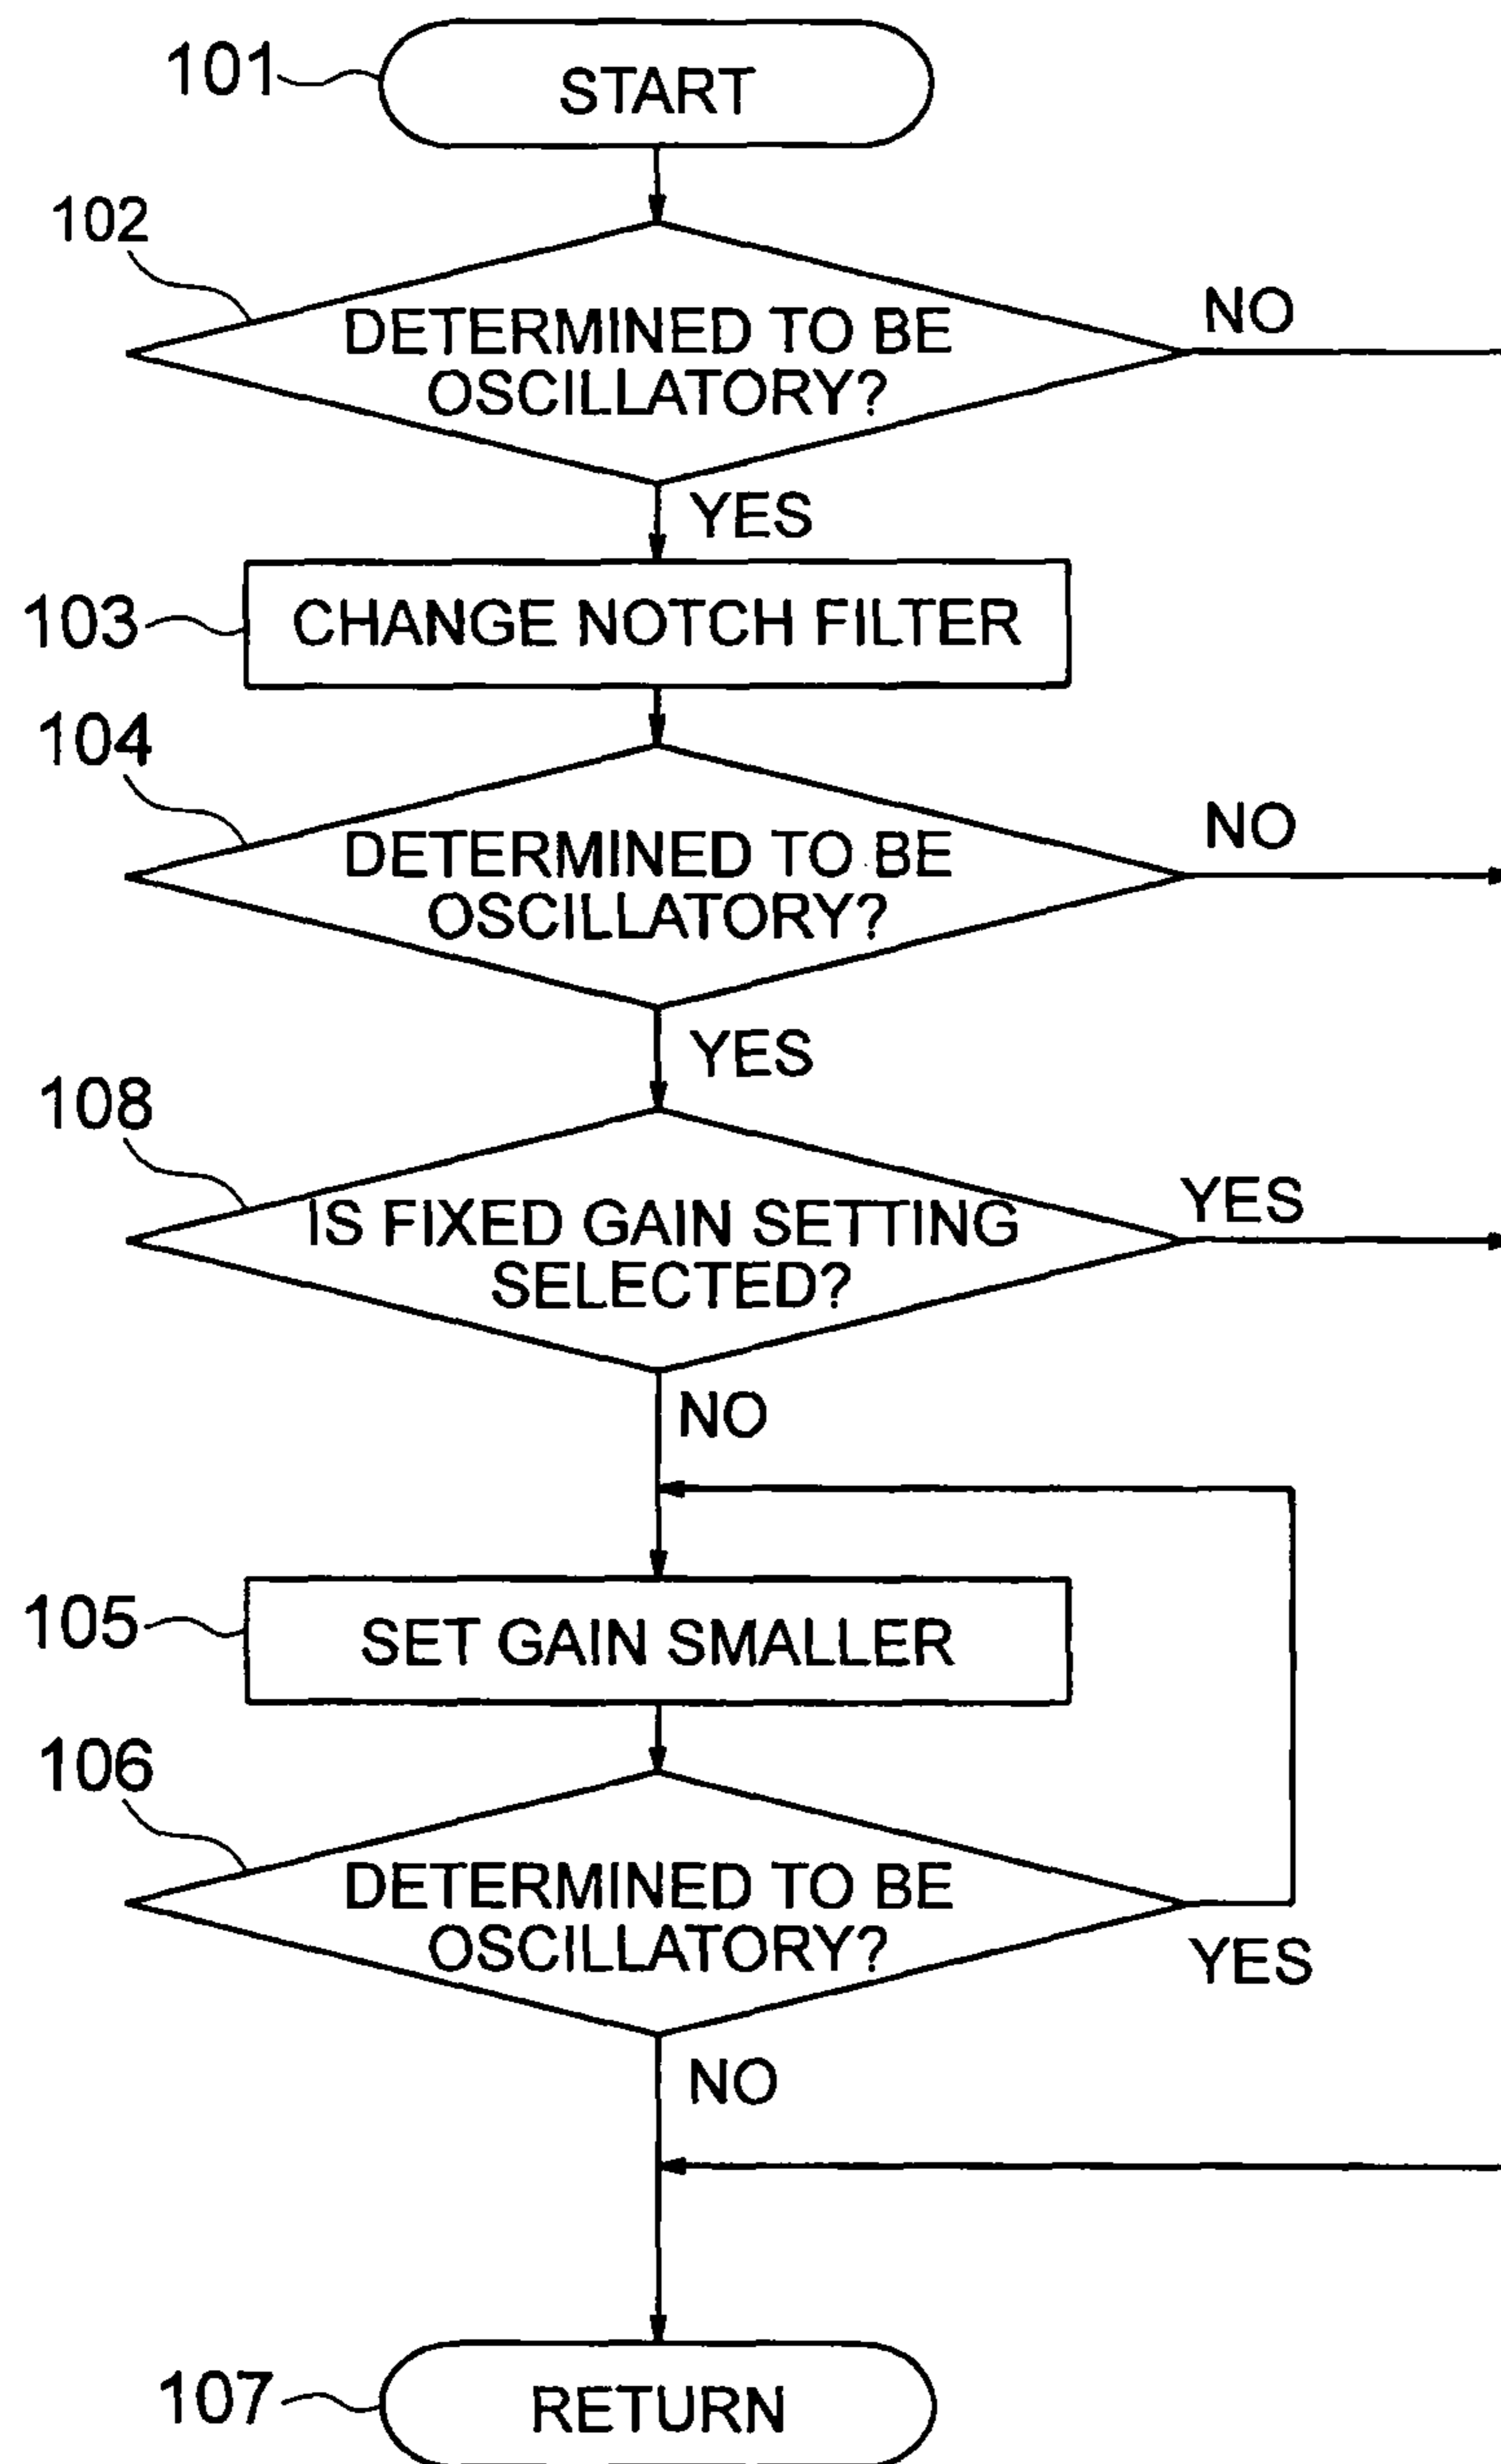 101
START
102
DETERMINED TO BE
OSCILLATORY?
NO
YES
103
CHANGE NOTCH FILTER
104
DETERMINED TO BE
OSCILLATORY?
NO
YES
108
IS FIXED GAIN SETTING
SELECTED?
YES
NO
105
SET GAIN SMALLER
106
DETERMINED TO BE
OSCILLATORY?
YES
NO
107
RETURN